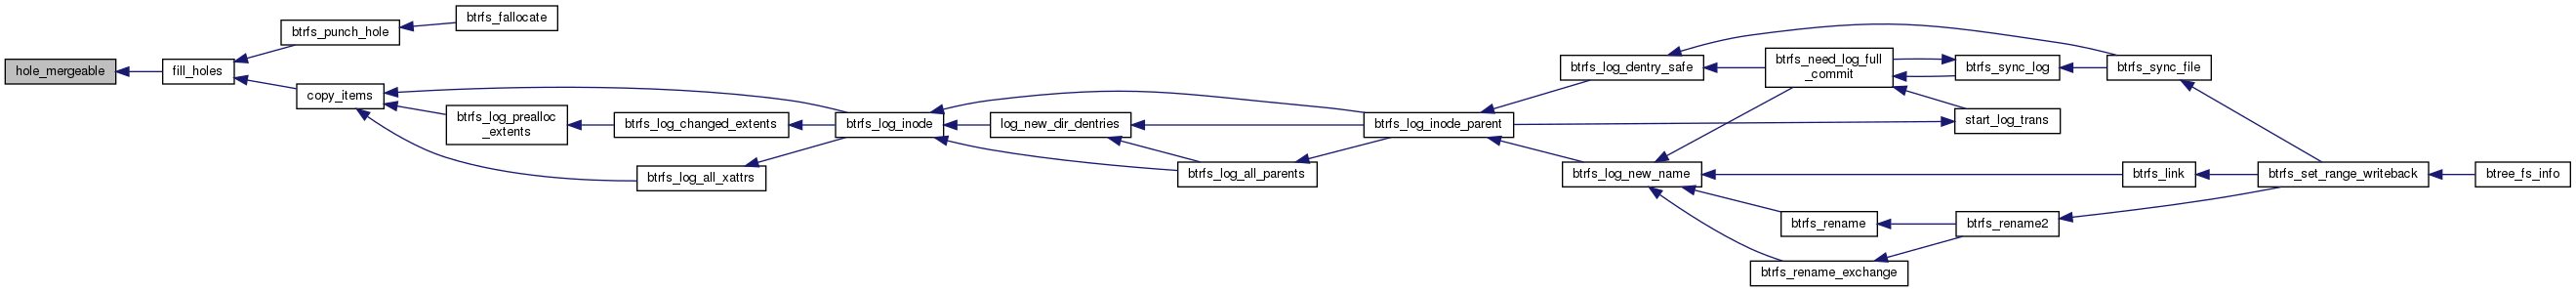 hole_mergeable
fill_holes
btrfs_punch_hole
btrfs_fallocate
copy_items
btrfs_log_prealloc
_extents
btrfs_log_changed_extents
btrfs_log_all_xattrs
btrfs_log_inode
log_new_dir_dentries
btrfs_log_all_parents
btrfs_log_inode_parent
btrfs_log_dentry_safe
btrfs_log_new_name
btrfs_need_log_full
_commit
btrfs_sync_log
start_log_trans
btrfs_sync_file
btrfs_link
btrfs_rename
btrfs_rename2
btrfs_rename_exchange
btrfs_set_range_writeback
btree_fs_info